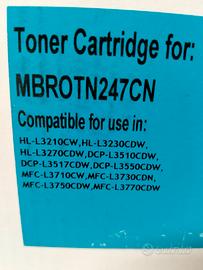 Toner Cartridge for:
MBROTN247CN
Compatible for use in:
HL-L3210CW,HL-L3230CDW,
HL-L3270CDW,DCP-L3510CDW,
DCP-L3517CDW,DCP-L3550CDW,
MFC-L3710CW,MFC-L3730CDN,
MFC-L3750CDW,MFC-L3770CDW